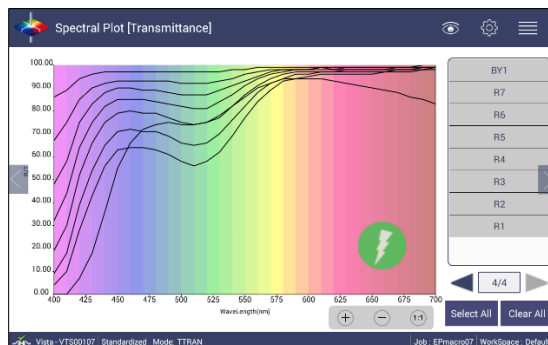 Spectral Plot [Transmittance]
100.00
90.00
80.00
70.00
60.00
50.00
40.00
30.00
20.00
10.00
0.00
R/T
400 425 450 475 500 525 550 575 600 625 650 675 700
WaveLength(nm)
1:1
BY1
R7
R6
R5
R4
R3
R2
R1
4/4
Select All Clear All
Vista - VTS00107 Standardized Mode: TTRAN Job : EPmacro07 WorkSpace : Default